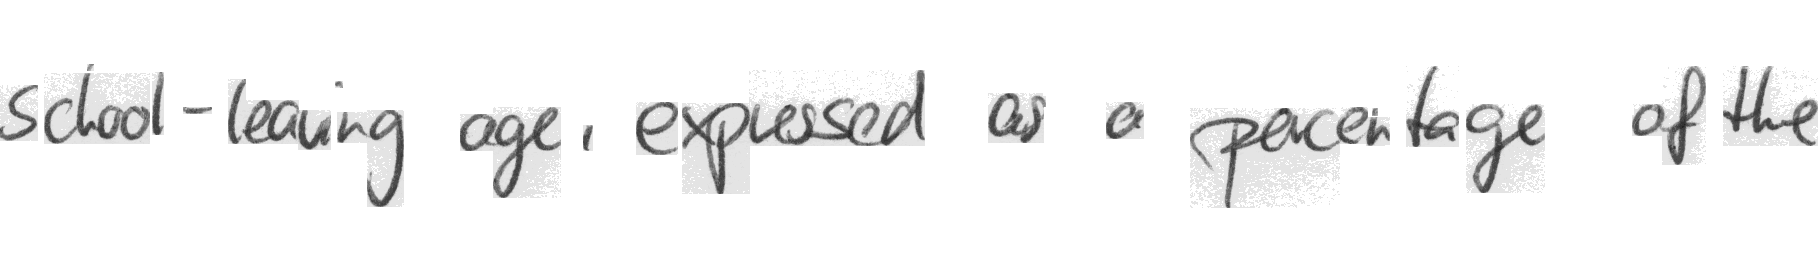 school-leaving age, expressed as a percentage of the